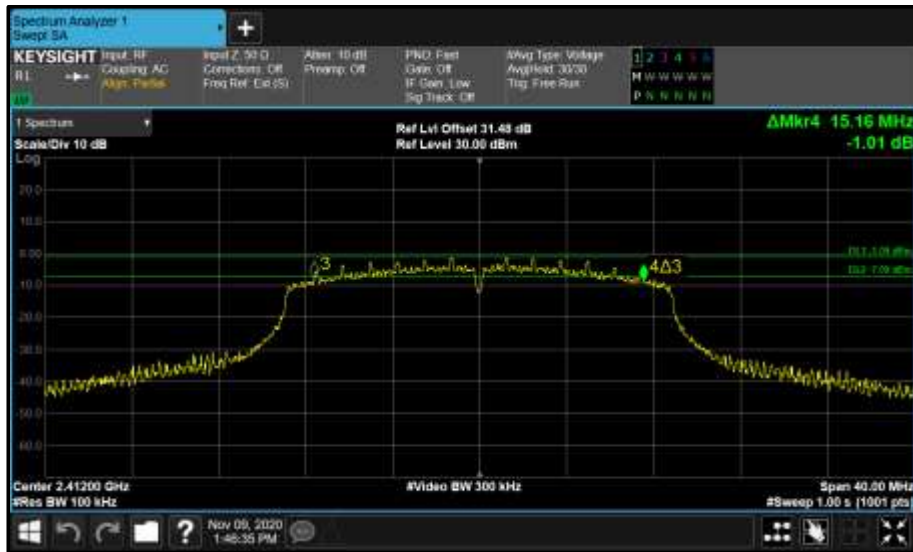 Spectrum Analyzer 1
Swept SA
+
KEYSIGHT Input: RF
Coupling: AC
Align: Partial
Input Z: 50 Ω
Corrections: Off
Freq Ref: Ext (S)
Atten: 10 dB
Preamp: Off
PNO: Fast
Gate: Off
IF Gain: Low
Sig Track: Off
Avg Type: Voltage
Avg|Hold: 30/30
Trig: Free Run
1 2 3 4 5 6
M W W W W W
P N N N N N
1 Spectrum
Scale/Div 10 dB
Ref Lvl Offset 31.48 dB
Ref Level 30.00 dBm
ΔMkr4 15.16 MHz
-1.01 dB
Log
20.0
10.0
0.00
-10.0
-20.0
-30.0
-40.0
-50.0
-60.0
3
4Δ3
Center 2.41200 GHz
#Res BW 100 kHz
#Video BW 300 kHz
Span 40.00 MHz
#Sweep 1.00 s (1001 pts)
?
Nov 09, 2020
1:46:35 PM